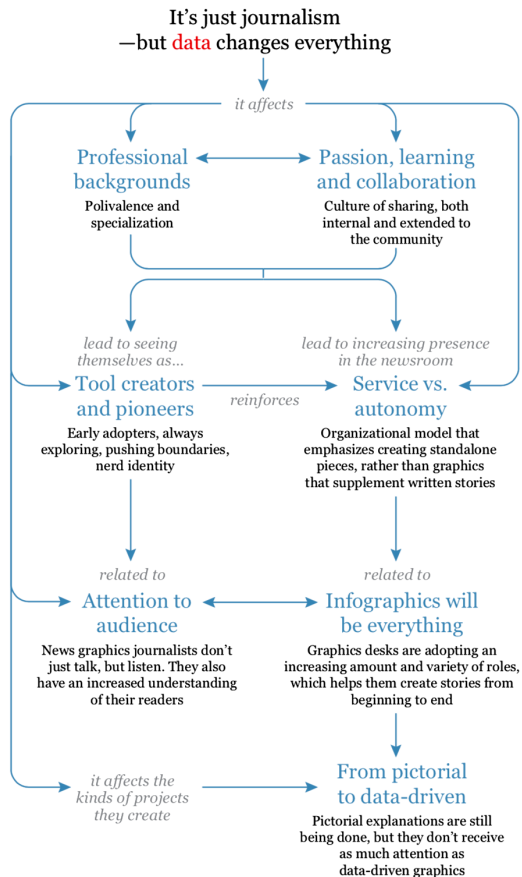 It’s just journalism
—but data changes everything
it affects
Professional
backgrounds
Polivalence and
specialization
Passion, learning
and collaboration
Culture of sharing, both
internal and extended to
the community
lead to seeing
themselves as...
Tool creators
and pioneers
Early adopters, always
exploring, pushing boundaries,
nerd identity
reinforces
lead to increasing presence
in the newsroom
Service vs.
autonomy
Organizational model that
emphasizes creating standalone
pieces, rather than graphics
that supplement written stories
related to
Attention to
audience
News graphics journalists don’t
just talk, but listen. They also
have an increased understanding
of their readers
related to
Infographics will
be everything
Graphics desks are adopting an
increasing amount and variety of roles,
which helps them create stories from
beginning to end
it affects the
kinds of projects
they create
From pictorial
to data-driven
Pictorial explanations are still
being done, but they don’t receive
as much attention as
data-driven graphics